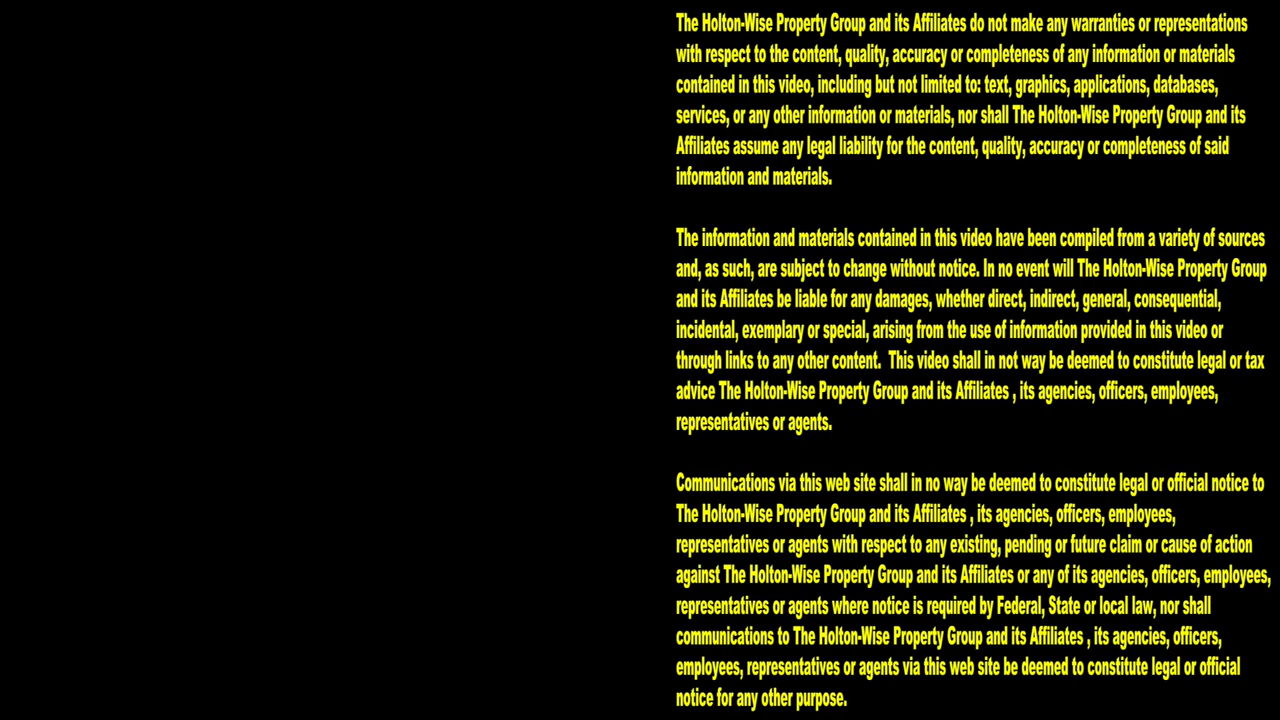 The Holton-Wise Property Group and its Affiliates do not make any warranties or representations
with respect to the content, quality, accuracy or completeness of any information or materials
contained in this video, including but not limited to: text, graphics, applications, databases,
services, or any other information or materials, nor shall The Holton-Wise Property Group and its
Affiliates assume any legal liability for the content, quality, accuracy or completeness of said
information and materials.
The information and materials contained in this video have been compiled from a variety of sources
and, as such, are subject to change without notice. In no event will The Holton-Wise Property Group
and its Affiliates be liable for any damages, whether direct, indirect, general, consequential,
incidental, exemplary or special, arising from the use of information provided in this video or
through links to any other content.  This video shall in not way be deemed to constitute legal or tax
advice The Holton-Wise Property Group and its Affiliates , its agencies, officers, employees,
representatives or agents.
Communications via this web site shall in no way be deemed to constitute legal or official notice to
The Holton-Wise Property Group and its Affiliates , its agencies, officers, employees,
representatives or agents with respect to any existing, pending or future claim or cause of action
against The Holton-Wise Property Group and its Affiliates or any of its agencies, officers, employees,
representatives or agents where notice is required by Federal, State or local law, nor shall
communications to The Holton-Wise Property Group and its Affiliates , its agencies, officers,
employees, representatives or agents via this web site be deemed to constitute legal or official
notice for any other purpose.